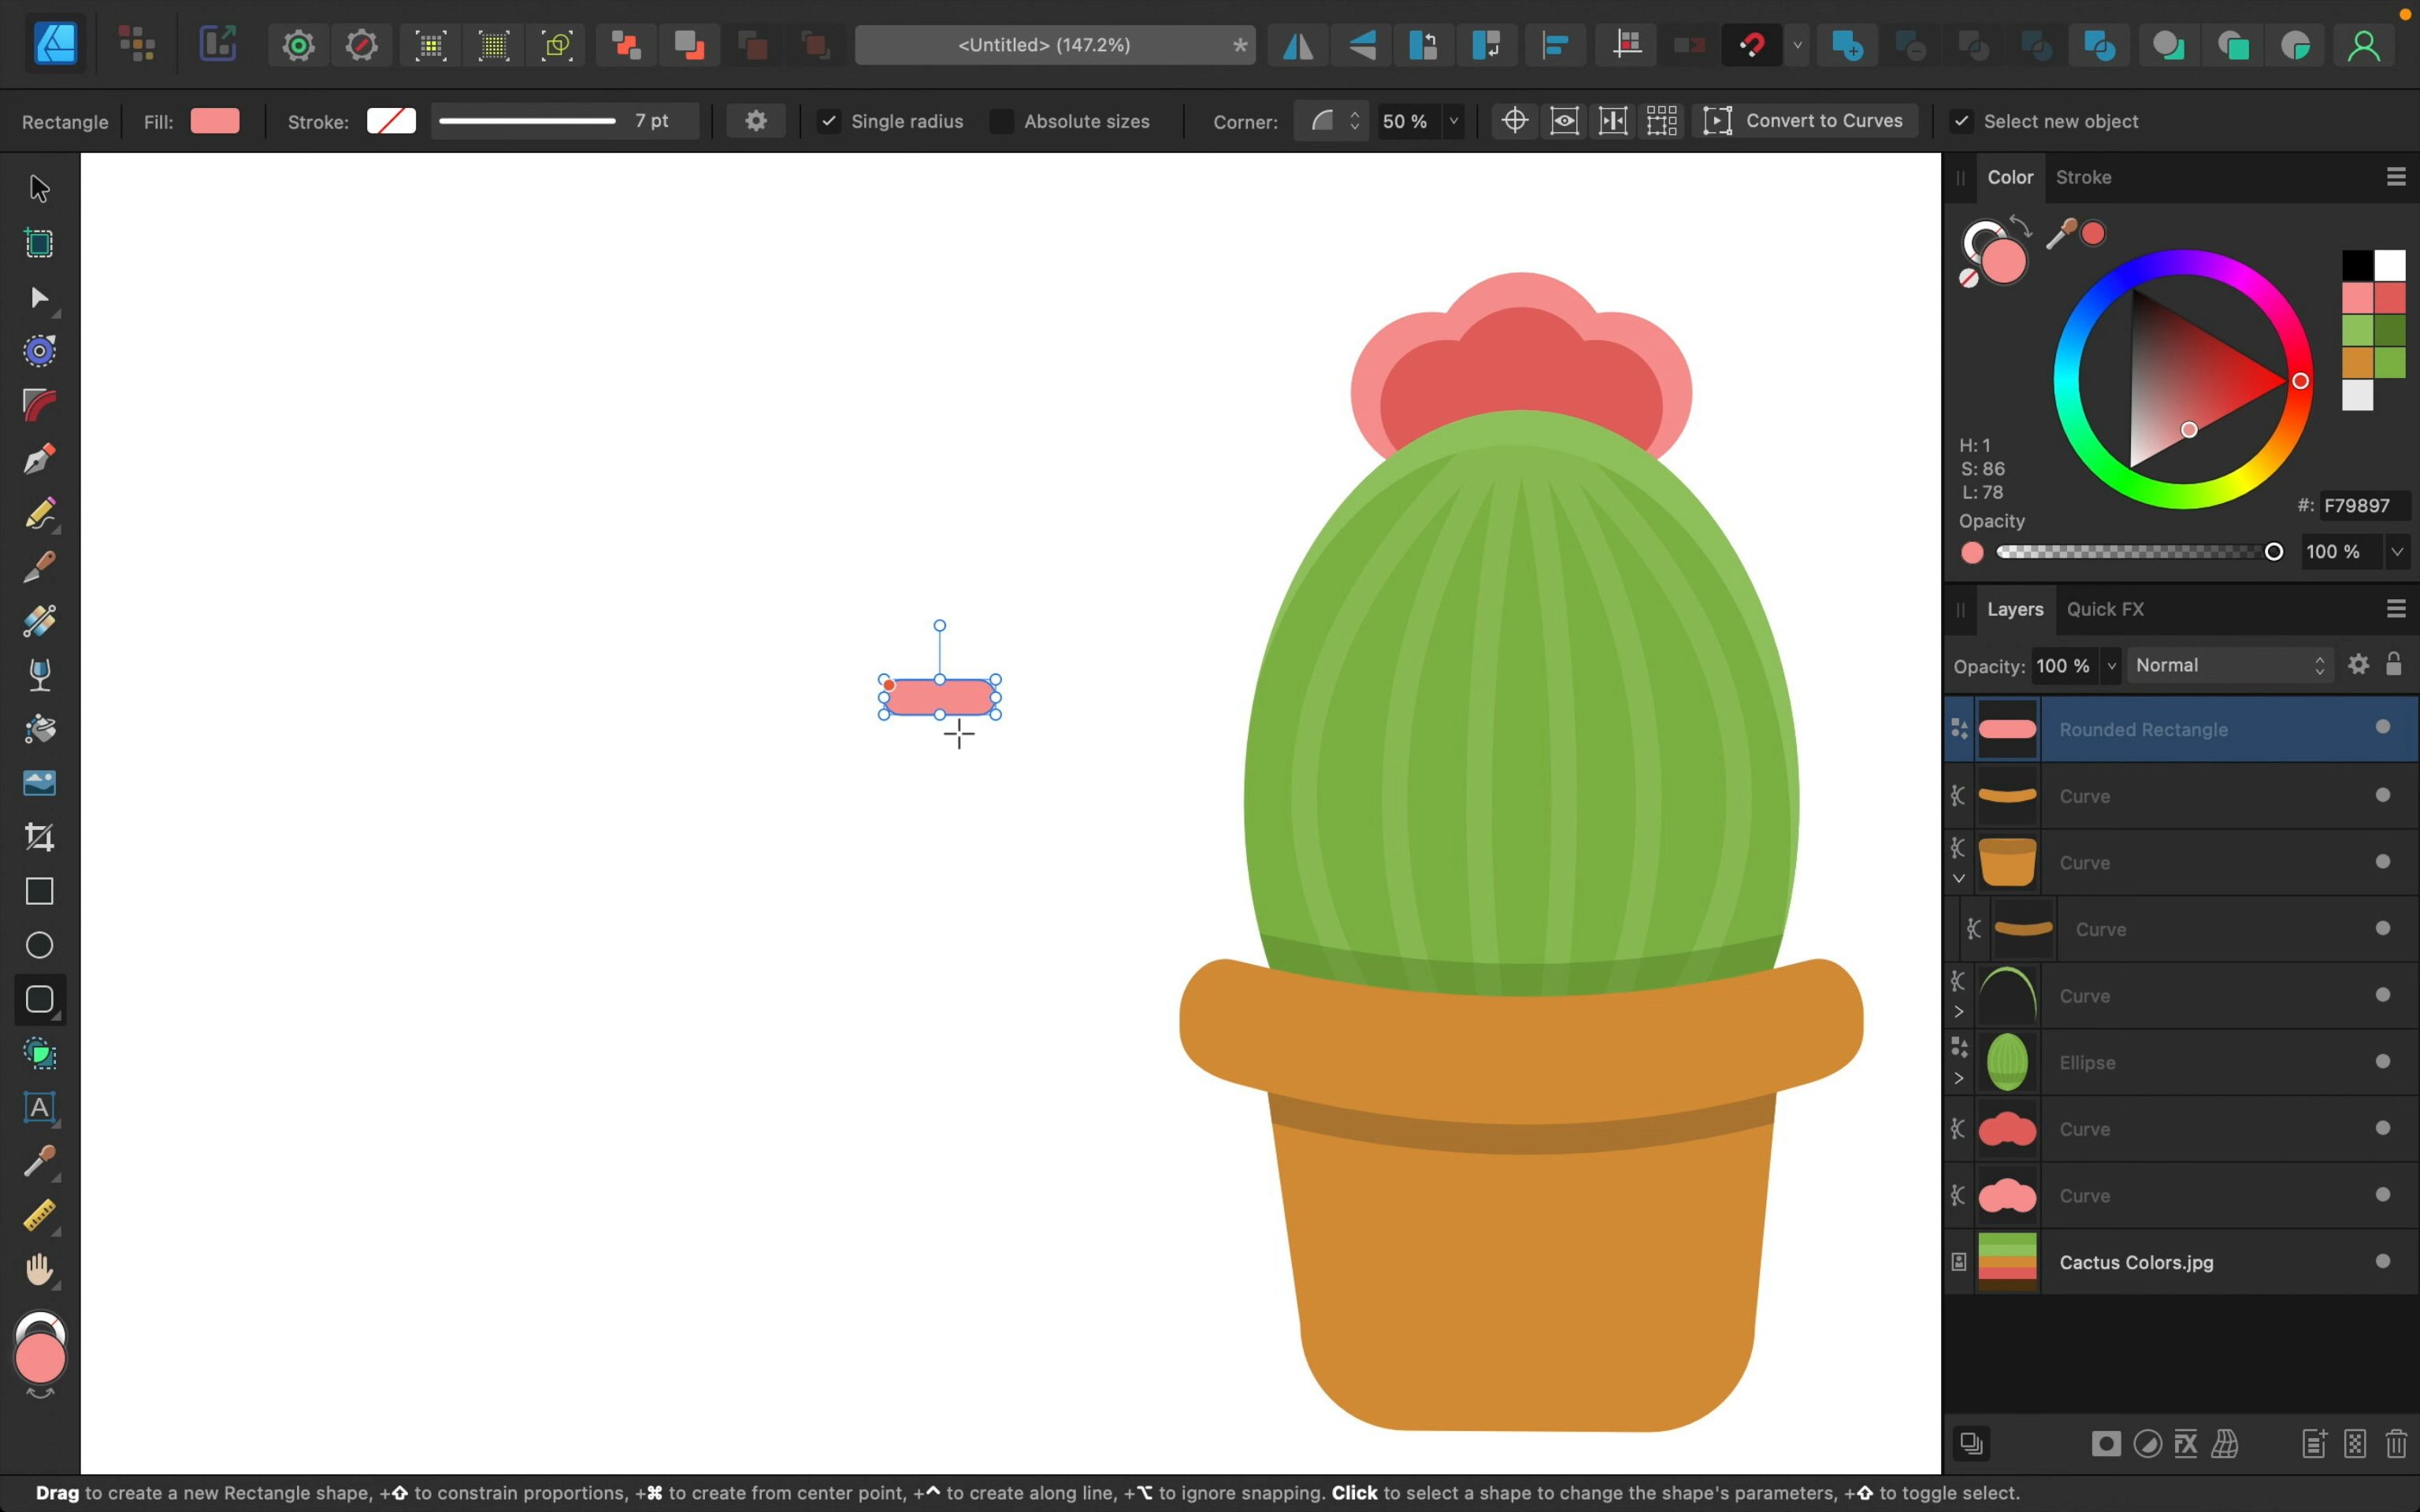 <Untitled> (147.2%) *
Rectangle Fill: Stroke: 7 pt Single radius Absolute sizes Corner: 50 % Convert to Curves Select new object
Color Stroke
H: 1
S: 86
L: 78
#: F79897
Opacity
100 %
Layers Quick FX
Opacity: 100 % Normal
Rounded Rectangle
Curve
Curve
Curve
Curve
Ellipse
Curve
Curve
Cactus Colors.jpg
A
FX
Drag to create a new Rectangle shape, +⇧ to constrain proportions, +⌘ to create from center point, +⌃ to create along line, +⌥ to ignore snapping. Click to select a shape to change the shape's parameters, +⇧ to toggle select.